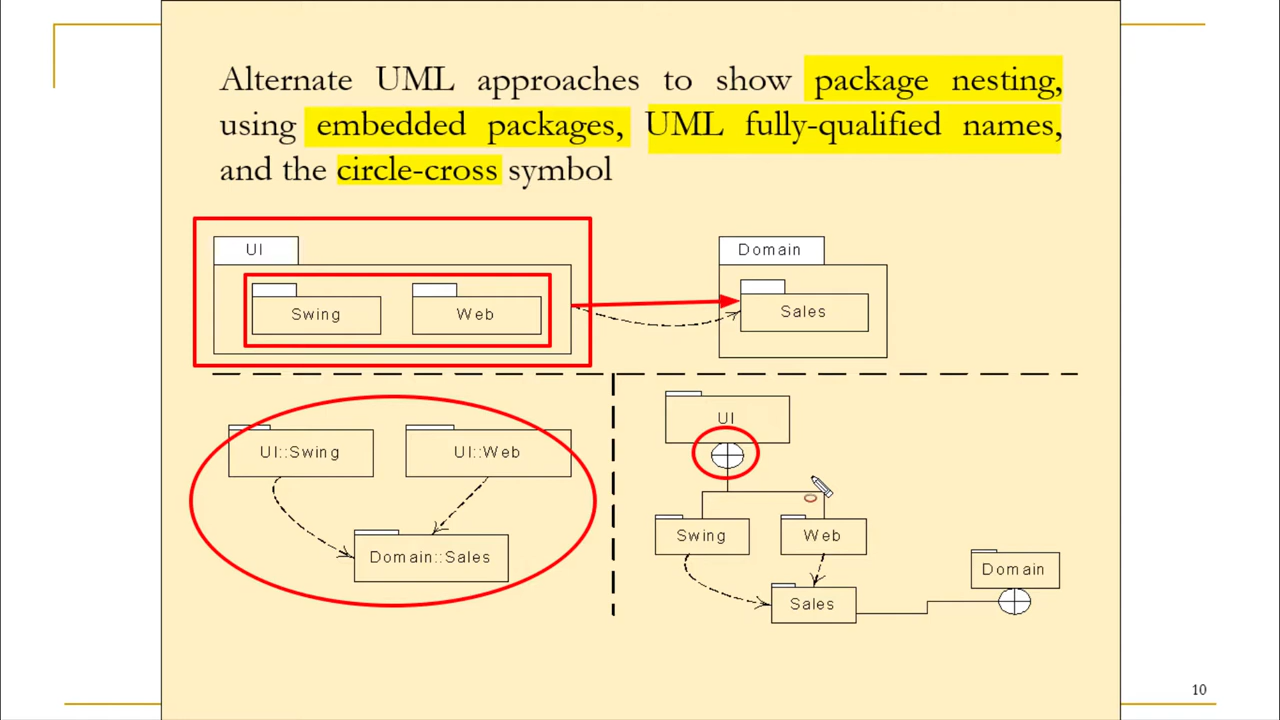 Alternate UML approaches to show package nesting,
using embedded packages, UML fully-qualified names,
and the circle-cross symbol
UI
Swing
Web
Domain
Sales
UI::Swing
UI::Web
Domain::Sales
UI
Swing
Web
Domain
Sales
10